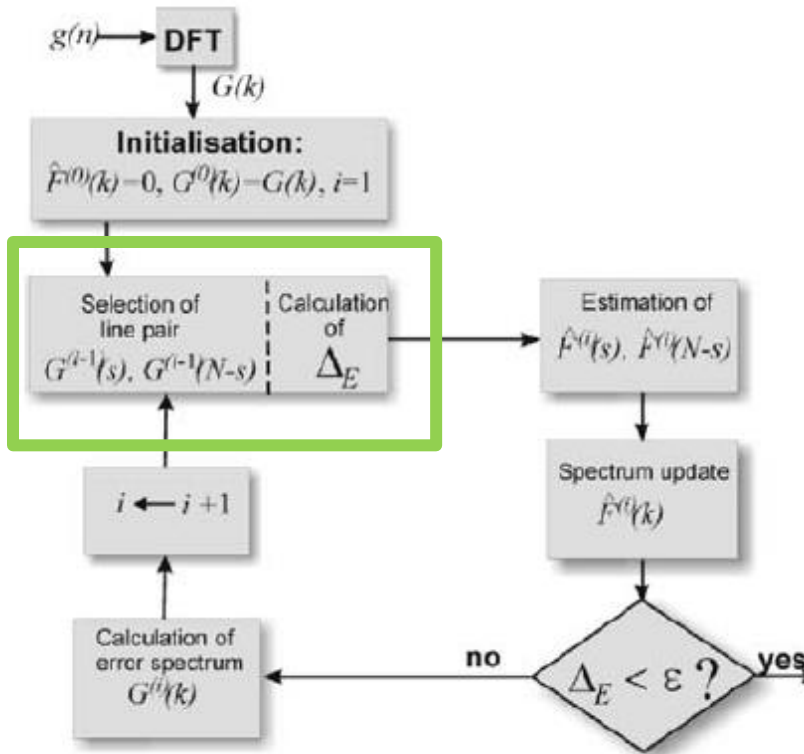 g(n)
DFT
G(k)
Initialisation:
F̂⁽⁰⁾(k)=0, G⁽⁰⁾(k)=G(k), i=1
Selection of
line pair
G⁽ⁱ⁻¹⁾(s), G⁽ⁱ⁻¹⁾(N-s)
Calculation
of
Δ_E
Estimation of
F̂⁽ⁱ⁾(s), F̂⁽ⁱ⁾(N-s)
i ← i +1
Spectrum update
F̂⁽ⁱ⁾(k)
Calculation of
error spectrum
G⁽ⁱ⁾(k)
no
Δ_E < ε ?
yes